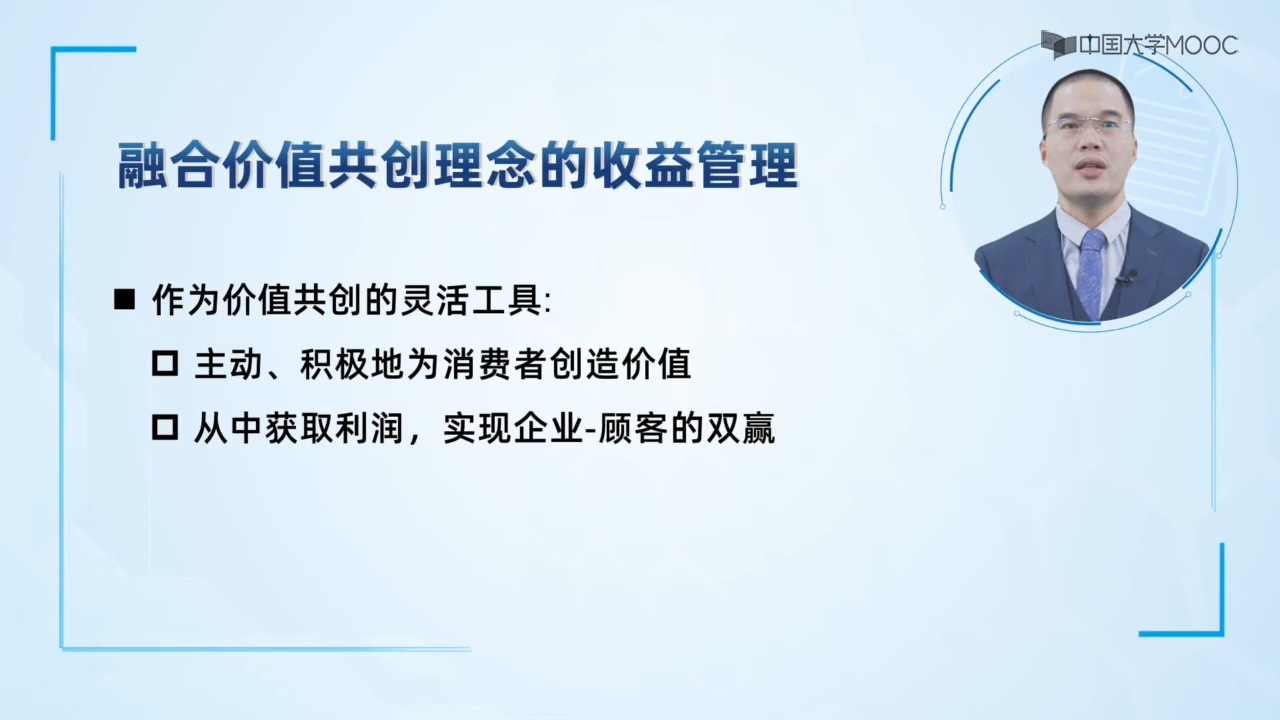 中国大学MOOC
融合价值共创理念的收益管理
作为价值共创的灵活工具:
主动、积极地为消费者创造价值
从中获取利润，实现企业-顾客的双赢